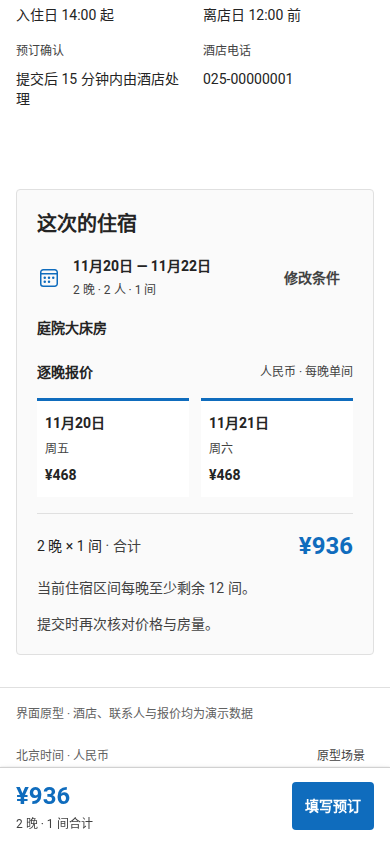 入住日 14:00 起
离店日 12:00 前
预订确认
酒店电话
提交后 15 分钟内由酒店处
理
025-00000001
这次的住宿
11月20日 — 11月22日
2 晚 · 2 人 · 1 间
修改条件
庭院大床房
逐晚报价
人民币 · 每晚单间
11月20日
周五
¥468
11月21日
周六
¥468
2 晚 × 1 间 · 合计
¥936
当前住宿区间每晚至少剩余 12 间。
提交时再次核对价格与房量。
界面原型 · 酒店、联系人与报价均为演示数据
北京时间 · 人民币
原型场景
¥936
2 晚 · 1 间合计
填写预订